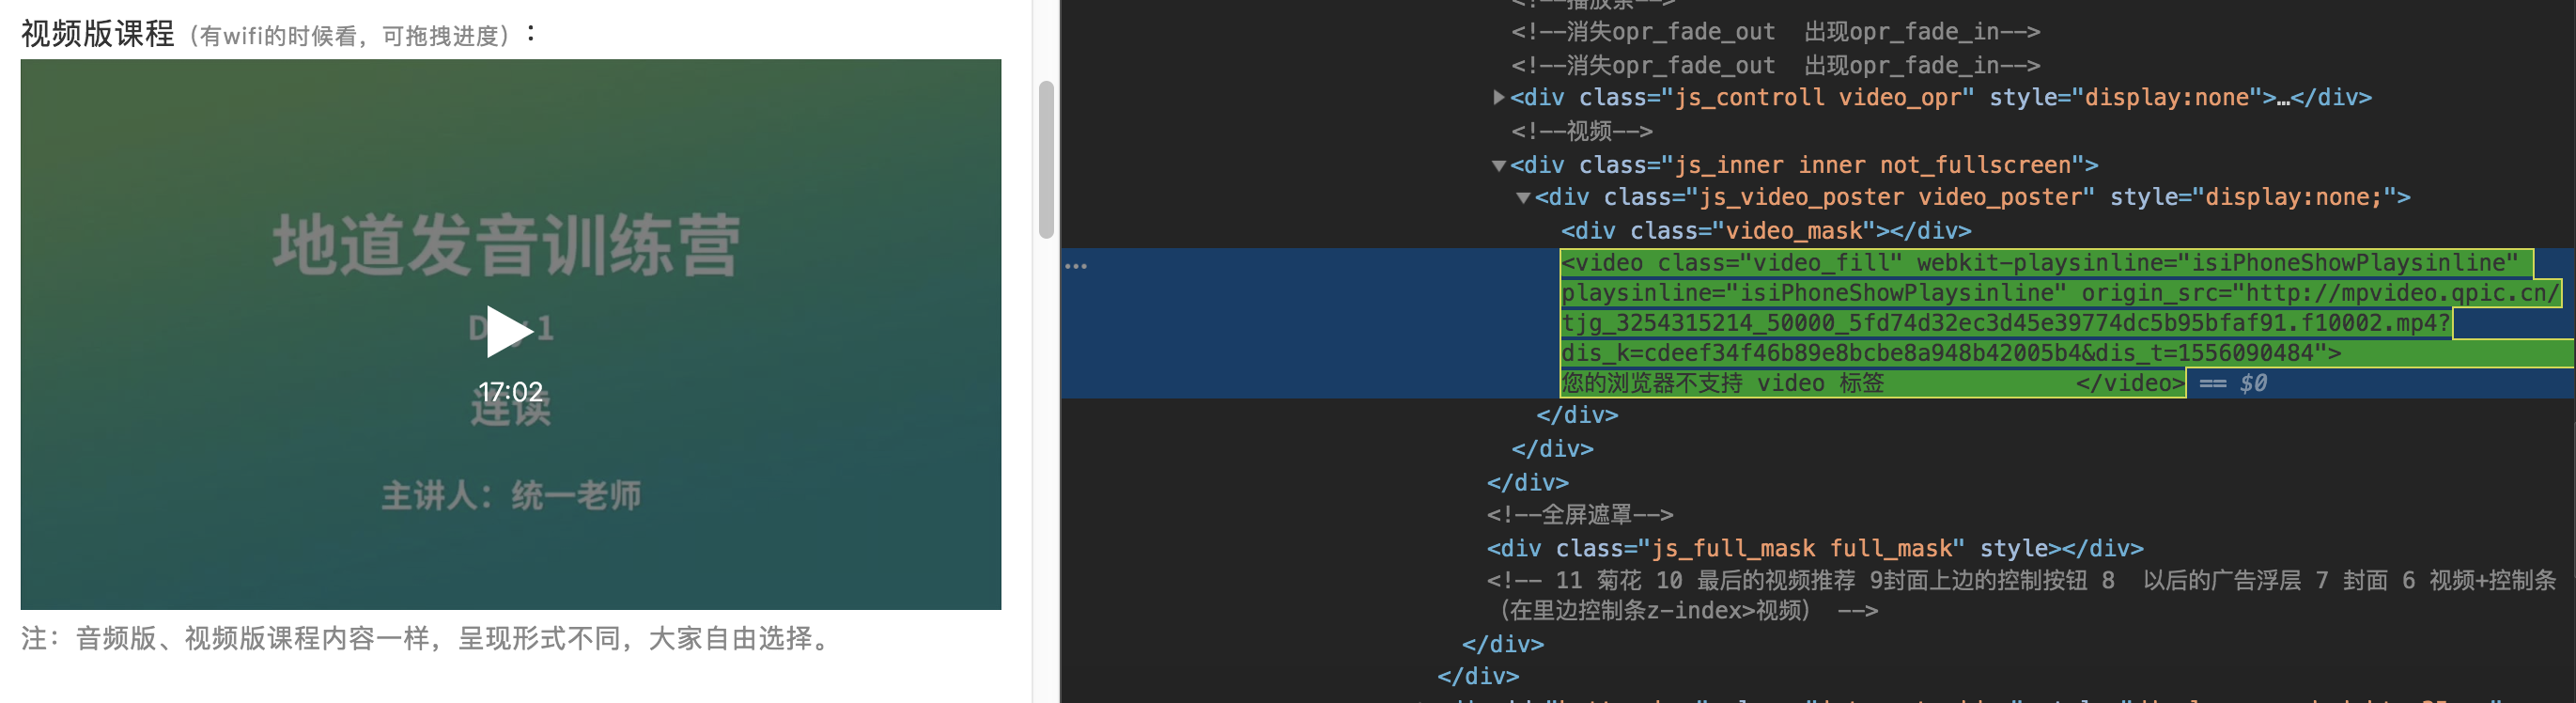 视频版课程（有wifi的时候看，可拖拽进度）：
地道发音训练营
17:02
连读
主讲人：统一老师
注：音频版、视频版课程内容一样，呈现形式不同，大家自由选择。
<!--消失opr_fade_out  出现opr_fade_in-->
<!--消失opr_fade_out  出现opr_fade_in-->
▶<div class="js_controll video_opr" style="display:none">…</div>
<!--视频-->
▼<div class="js_inner inner not_fullscreen">
▼<div class="js_video_poster video_poster" style="display:none;">
<div class="video_mask"></div>
<video class="video_fill" webkit-playsinline="isiPhoneShowPlaysinline"
playsinline="isiPhoneShowPlaysinline" origin_src="http://mpvideo.qpic.cn/
tjg_3254315214_50000_5fd74d32ec3d45e39774dc5b95bfaf91.f10002.mp4?
dis_k=cdeef34f46b89e8bcbe8a948b42005b4&dis_t=1556090484">
您的浏览器不支持 video 标签 </video> == $0
</div>
</div>
</div>
<!--全屏遮罩-->
<div class="js_full_mask full_mask" style></div>
<!-- 11 菊花 10 最后的视频推荐 9封面上边的控制按钮 8  以后的广告浮层 7 封面 6 视频+控制条
（在里边控制条z-index>视频） -->
</div>
</div>